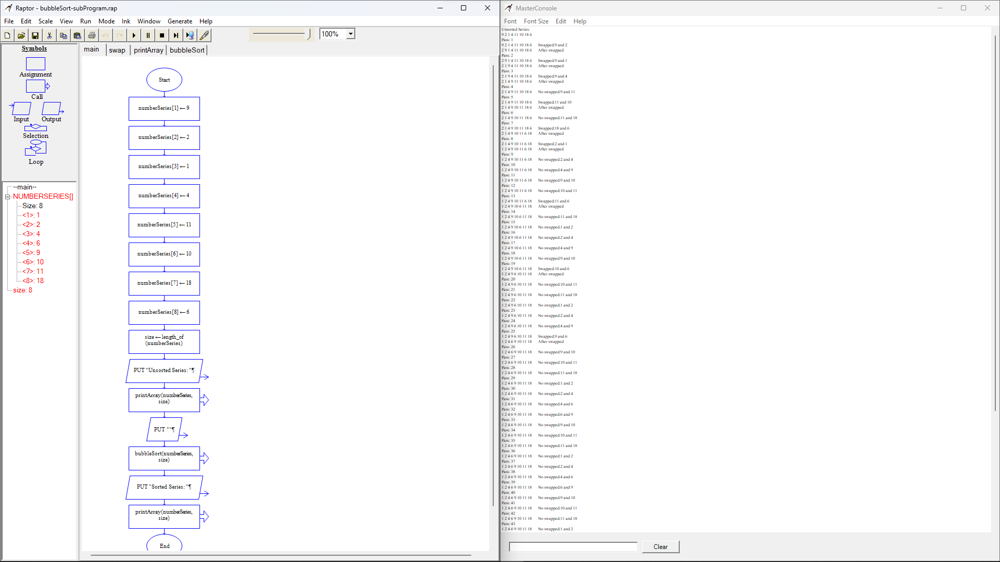 Raptor - bubbleSort-subProgram.rap
File Edit Scale View Run Mode Ink Window Generate Help
100%
Symbols
Assignment
Call
Input Output
Selection
Loop
--main--
NUMBERSERIES[]
Size: 8
<1>: 1
<2>: 2
<3>: 4
<4>: 6
<5>: 9
<6>: 10
<7>: 11
<8>: 18
size: 8
main swap printArray bubbleSort
Start
numberSeries[1] ← 9
numberSeries[2] ← 2
numberSeries[3] ← 1
numberSeries[4] ← 4
numberSeries[5] ← 11
numberSeries[6] ← 10
numberSeries[7] ← 18
numberSeries[8] ← 6
size ← length_of
(numberSeries)
PUT "Unsorted Series: "¶
printArray(numberSeries,
size)
PUT ""¶
bubbleSort(numberSeries,
size)
PUT "Sorted Series: "¶
printArray(numberSeries,
size)
End
MasterConsole
Font Font Size Edit Help
Unsorted Series:
9 2 1 4 11 10 18 6
Pass: 1
9 2 1 4 11 10 18 6 Swapped:9 and 2
2 9 1 4 11 10 18 6 After swapped
Pass: 2
2 9 1 4 11 10 18 6 Swapped:9 and 1
2 1 9 4 11 10 18 6 After swapped
Pass: 3
2 1 9 4 11 10 18 6 Swapped:9 and 4
2 1 4 9 11 10 18 6 After swapped
Pass: 4
2 1 4 9 11 10 18 6 No swapped:9 and 11
Pass: 5
2 1 4 9 11 10 18 6 Swapped:11 and 10
2 1 4 9 10 11 18 6 After swapped
Pass: 6
2 1 4 9 10 11 18 6 No swapped:11 and 18
Pass: 7
2 1 4 9 10 11 18 6 Swapped:18 and 6
2 1 4 9 10 11 6 18 After swapped
Pass: 8
2 1 4 9 10 11 6 18 Swapped:2 and 1
1 2 4 9 10 11 6 18 After swapped
Pass: 9
1 2 4 9 10 11 6 18 No swapped:2 and 4
Pass: 10
1 2 4 9 10 11 6 18 No swapped:4 and 9
Pass: 11
1 2 4 9 10 11 6 18 No swapped:9 and 10
Pass: 12
1 2 4 9 10 11 6 18 No swapped:10 and 11
Pass: 13
1 2 4 9 10 11 6 18 Swapped:11 and 6
1 2 4 9 10 6 11 18 After swapped
Pass: 14
1 2 4 9 10 6 11 18 No swapped:11 and 18
Pass: 15
1 2 4 9 10 6 11 18 No swapped:1 and 2
Pass: 16
1 2 4 9 10 6 11 18 No swapped:2 and 4
Pass: 17
1 2 4 9 10 6 11 18 No swapped:4 and 9
Pass: 18
1 2 4 9 10 6 11 18 No swapped:9 and 10
Pass: 19
1 2 4 9 10 6 11 18 Swapped:10 and 6
1 2 4 9 6 10 11 18 After swapped
Pass: 20
1 2 4 9 6 10 11 18 No swapped:10 and 11
Pass: 21
1 2 4 9 6 10 11 18 No swapped:11 and 18
Pass: 22
1 2 4 9 6 10 11 18 No swapped:1 and 2
Pass: 23
1 2 4 9 6 10 11 18 No swapped:2 and 4
Pass: 24
1 2 4 9 6 10 11 18 No swapped:4 and 9
Pass: 25
1 2 4 9 6 10 11 18 Swapped:9 and 6
1 2 4 6 9 10 11 18 After swapped
Pass: 26
1 2 4 6 9 10 11 18 No swapped:9 and 10
Pass: 27
1 2 4 6 9 10 11 18 No swapped:10 and 11
Pass: 28
1 2 4 6 9 10 11 18 No swapped:11 and 18
Pass: 29
1 2 4 6 9 10 11 18 No swapped:1 and 2
Pass: 30
1 2 4 6 9 10 11 18 No swapped:2 and 4
Pass: 31
1 2 4 6 9 10 11 18 No swapped:4 and 6
Pass: 32
1 2 4 6 9 10 11 18 No swapped:6 and 9
Pass: 33
1 2 4 6 9 10 11 18 No swapped:9 and 10
Pass: 34
1 2 4 6 9 10 11 18 No swapped:10 and 11
Pass: 35
1 2 4 6 9 10 11 18 No swapped:11 and 18
Pass: 36
1 2 4 6 9 10 11 18 No swapped:1 and 2
Pass: 37
1 2 4 6 9 10 11 18 No swapped:2 and 4
Pass: 38
1 2 4 6 9 10 11 18 No swapped:4 and 6
Pass: 39
1 2 4 6 9 10 11 18 No swapped:6 and 9
Pass: 40
1 2 4 6 9 10 11 18 No swapped:9 and 10
Pass: 41
1 2 4 6 9 10 11 18 No swapped:10 and 11
Pass: 42
1 2 4 6 9 10 11 18 No swapped:11 and 18
Pass: 43
1 2 4 6 9 10 11 18 No swapped:1 and 2
Clear